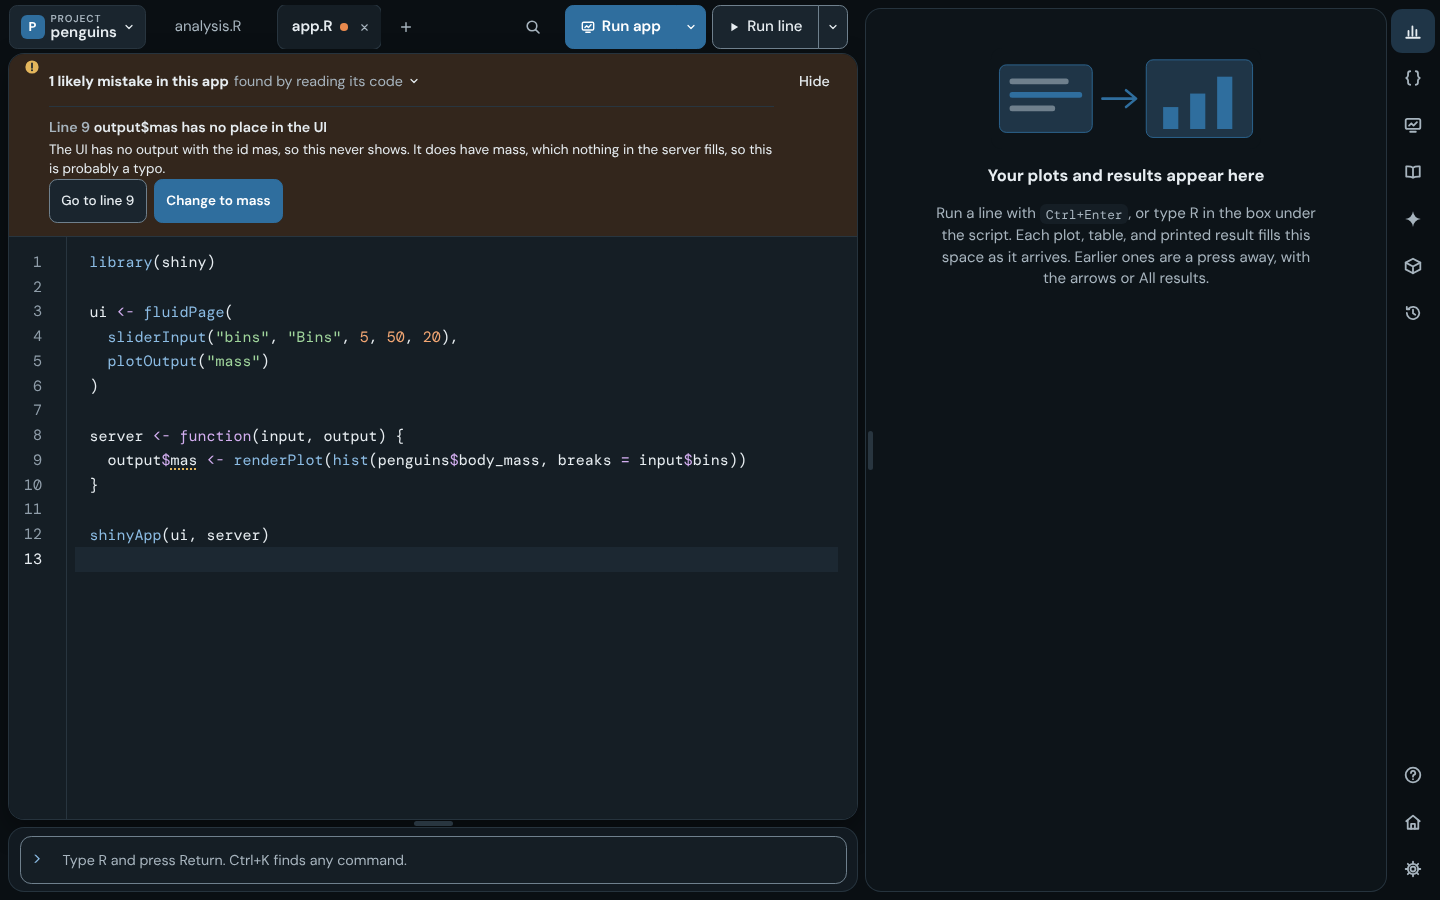 P
PROJECT
penguins
analysis.R
app.R
Run app
Run line
1 likely mistake in this app found by reading its code
Hide
Line 9 output$mas has no place in the UI
The UI has no output with the id mas, so this never shows. It does have mass, which nothing in the server fills, so this
is probably a typo.
Go to line 9
Change to mass
1 library(shiny)
2
3 ui <- fluidPage(
4   sliderInput("bins", "Bins", 5, 50, 20),
5   plotOutput("mass")
6 )
7
8 server <- function(input, output) {
9   output$mas <- renderPlot(hist(penguins$body_mass, breaks = input$bins))
10 }
11
12 shinyApp(ui, server)
13
Type R and press Return. Ctrl+K finds any command.
Your plots and results appear here
Run a line with Ctrl+Enter, or type R in the box under
the script. Each plot, table, and printed result fills this
space as it arrives. Earlier ones are a press away, with
the arrows or All results.